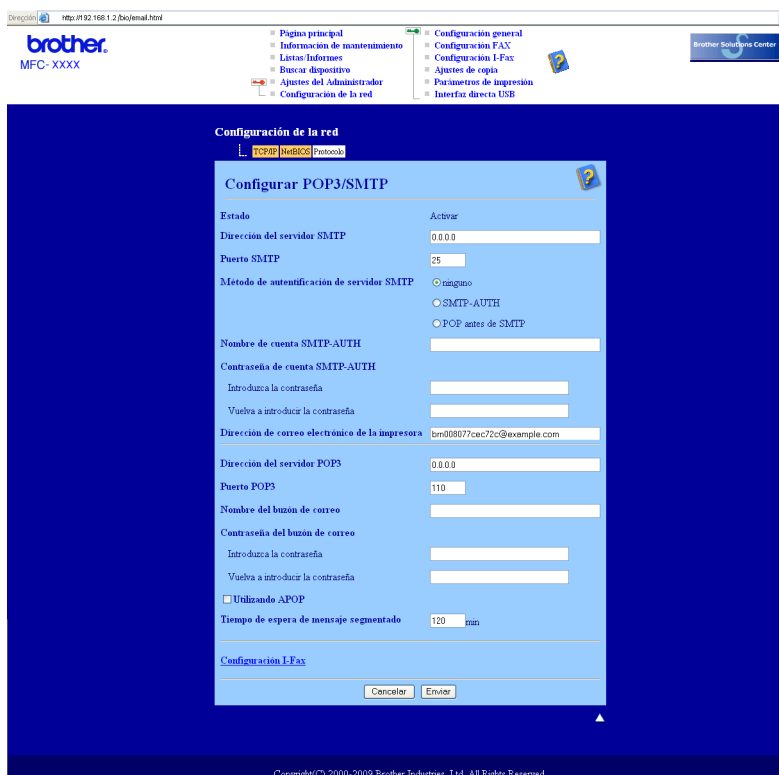 Dirección http://192.168.1.2/bio/email.html
brother.
MFC- XXXX
Página principal
Información de mantenimiento
Listas/Informes
Buscar dispositivo
Ajustes del Administrador
Configuración de la red
Configuración general
Configuración FAX
Configuración I-Fax
Ajustes de copia
Parámetros de impresión
Interfaz directa USB
Brother Solutions Center
Configuración de la red
TCP/IP NetBIOS Protocolo
Configurar POP3/SMTP
Estado Activar
Dirección del servidor SMTP 0.0.0.0
Puerto SMTP 25
Método de autentificación de servidor SMTP ninguno
SMTP-AUTH
POP antes de SMTP
Nombre de cuenta SMTP-AUTH
Contraseña de cuenta SMTP-AUTH
Introduzca la contraseña
Vuelva a introducir la contraseña
Dirección de correo electrónico de la impresora brn008077cec72c@example.com
Dirección del servidor POP3 0.0.0.0
Puerto POP3 110
Nombre del buzón de correo
Contraseña del buzón de correo
Introduzca la contraseña
Vuelva a introducir la contraseña
Utilizando APOP
Tiempo de espera de mensaje segmentado 120 min
Configuración I-Fax
Cancelar Enviar
Copyright(C) 2000-2009 Brother Industries, Ltd. All Rights Reserved.